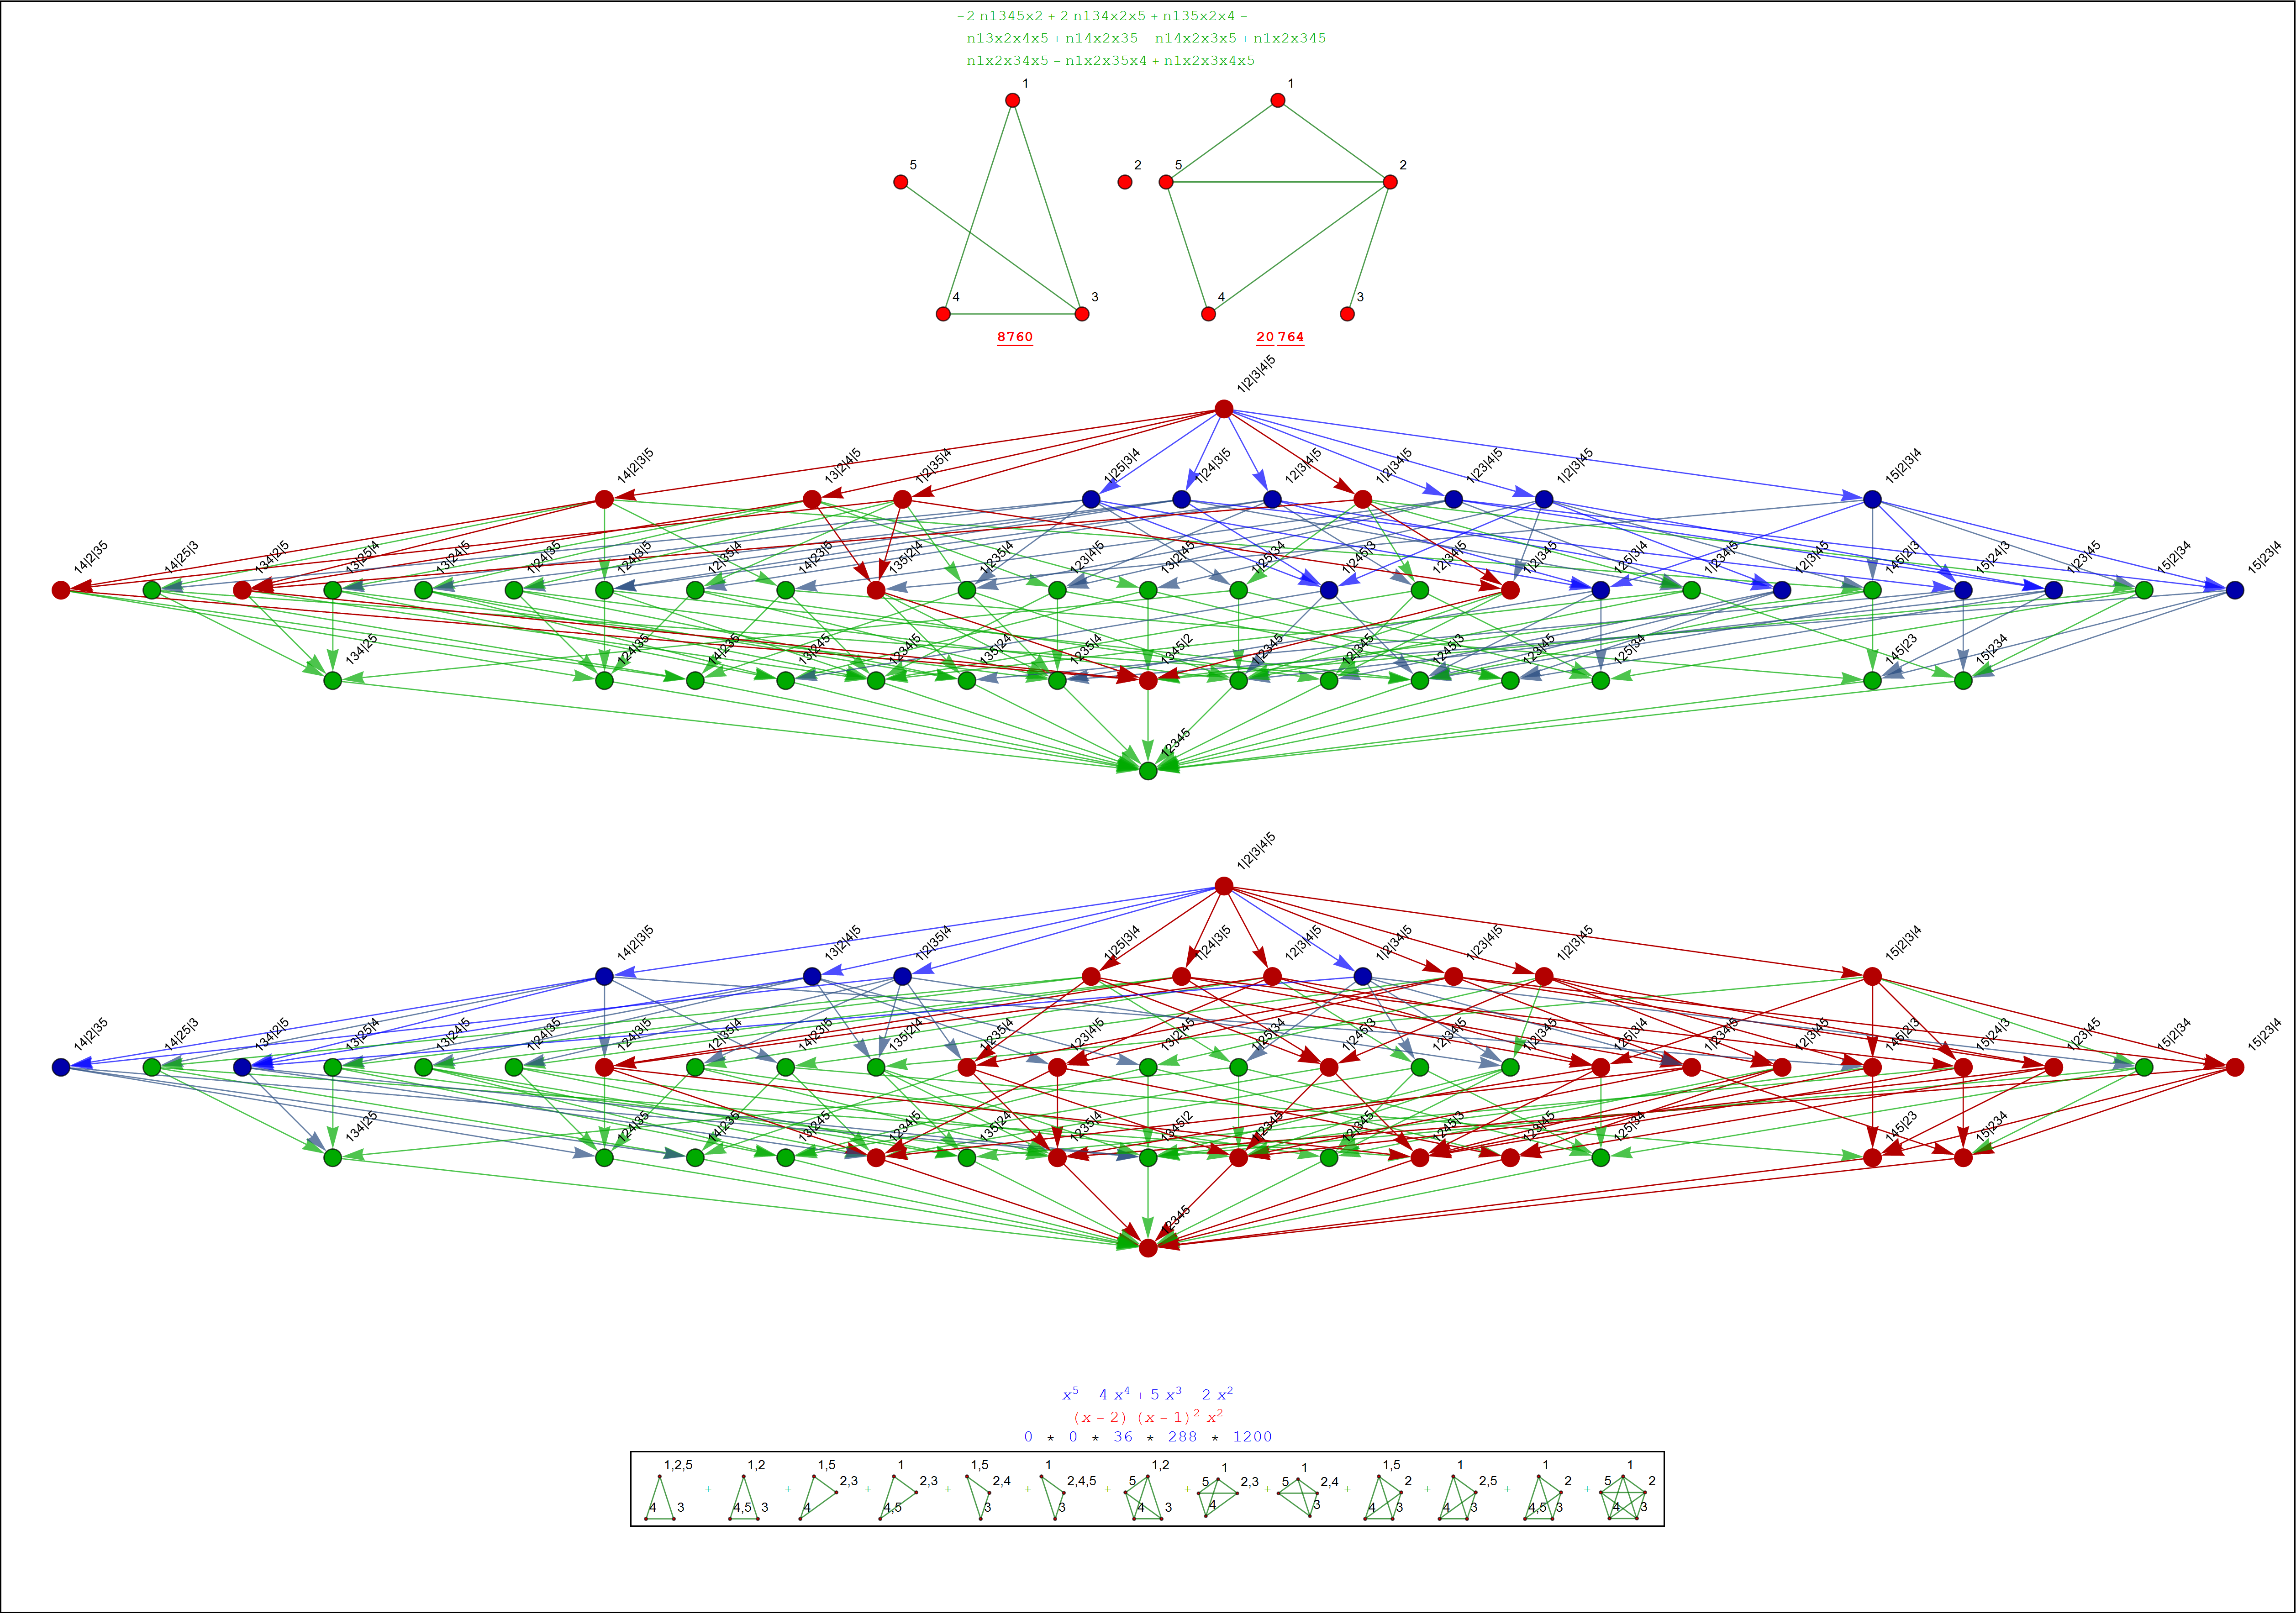 -2 n1345x2 + 2 n134x2x5 + n135x2x4 -
n13x2x4x5 + n14x2x35 - n14x2x3x5 + n1x2x345 -
n1x2x34x5 - n1x2x35x4 + n1x2x3x4x5
1 1
5 2 5 2
4 3 4 3
8760 20 764
1|2|3|4|5
14|2|3|5 13|2|4|5 1|2|35|4 1|25|3|4 1|24|3|5 12|3|4|5 1|2|34|5 1|23|4|5 1|2|3|45 15|2|3|4
14|2|35 14|25|3 134|2|5 13|25|4 13|24|5 1|24|35 124|3|5 12|35|4 14|23|5 135|2|4 1|235|4 123|4|5 13|2|45 1|25|34 1|245|3 12|34|5 1|2|345 125|3|4 1|234|5 12|3|45 145|2|3 15|24|3 1|23|45 15|2|34 15|23|4
134|25 124|35 14|235 13|245 1234|5 135|24 1235|4 1345|2 1|2345 12|345 1245|3 123|45 125|34 145|23 15|234
12345
1|2|3|4|5
14|2|3|5 13|2|4|5 1|2|35|4 1|25|3|4 1|24|3|5 12|3|4|5 1|2|34|5 1|23|4|5 1|2|3|45 15|2|3|4
14|2|35 14|25|3 134|2|5 13|25|4 13|24|5 1|24|35 124|3|5 12|35|4 14|23|5 135|2|4 1|235|4 123|4|5 13|2|45 1|25|34 1|245|3 12|34|5 1|2|345 125|3|4 1|234|5 12|3|45 145|2|3 15|24|3 1|23|45 15|2|34 15|23|4
134|25 124|35 14|235 13|245 1234|5 135|24 1235|4 1345|2 1|2345 12|345 1245|3 123|45 125|34 145|23 15|234
12345
x⁵ - 4 x⁴ + 5 x³ - 2 x²
(x - 2) (x - 1)² x²
0 * 0 * 36 * 288 * 1200
1,2,5 4 3 + 1,2 4,5 3 + 1,5 2,3 4 + 1 2,3 4,5 + 1,5 2,4 3 + 1 2,4,5 3 + 1,2 5 4 3 + 1 5 2,3 4 + 1 5 2,4 3 + 1,5 2 4 3 + 1 2,5 4 3 + 1 2 4,5 3 + 1 5 2 4 3